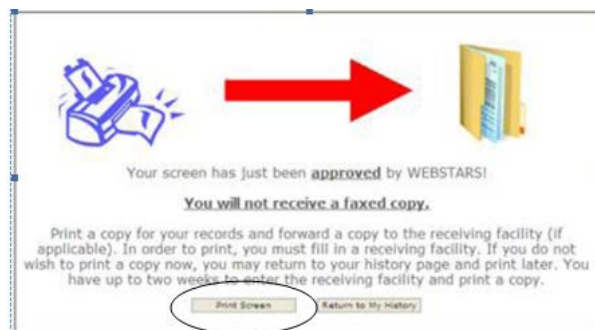 Your screen has just been approved by WEBSTARS!
You will not receive a faxed copy.
Print a copy for your records and forward a copy to the receiving facility (if
applicable). In order to print, you must fill in a receiving facility. If you do not
wish to print a copy now, you may return to your history page and print later. You
have up to two weeks to enter the receiving facility and print a copy.
Print Screen Return to My History